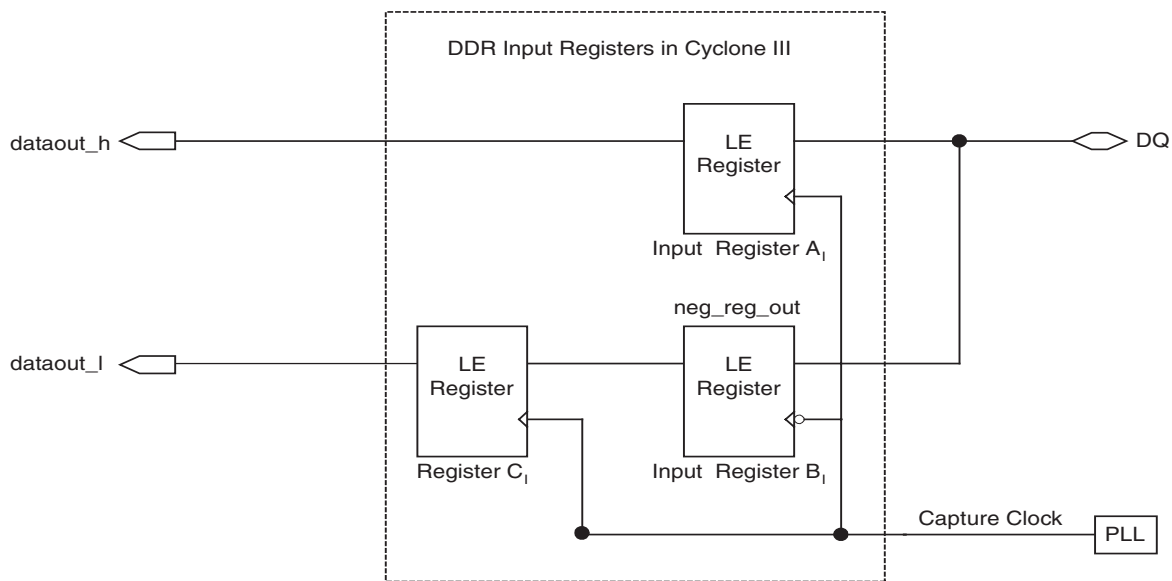 DDR Input Registers in Cyclone III
dataout_h
LE
Register
DQ
Input Register A_I
neg_reg_out
dataout_l
LE
Register
LE
Register
Register C_I
Input Register B_I
Capture Clock
PLL